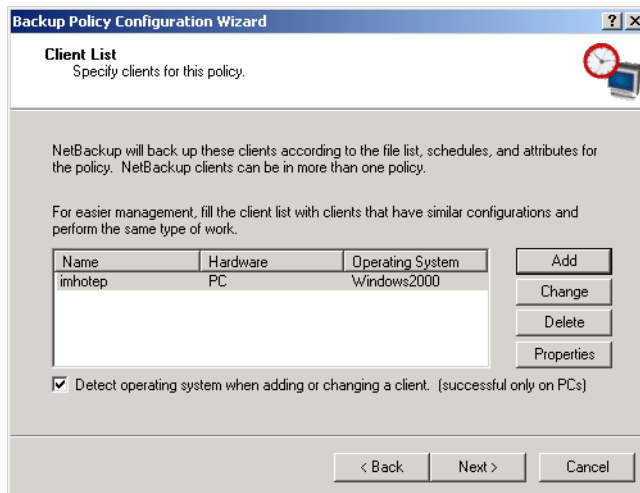 Backup Policy Configuration Wizard
Client List
Specify clients for this policy.
NetBackup will back up these clients according to the file list, schedules, and attributes for
the policy. NetBackup clients can be in more than one policy.
For easier management, fill the client list with clients that have similar configurations and
perform the same type of work.
Name Hardware Operating System Add
imhotep PC Windows2000
Change
Delete
Properties
Detect operating system when adding or changing a client. (successful only on PCs)
< Back Next > Cancel